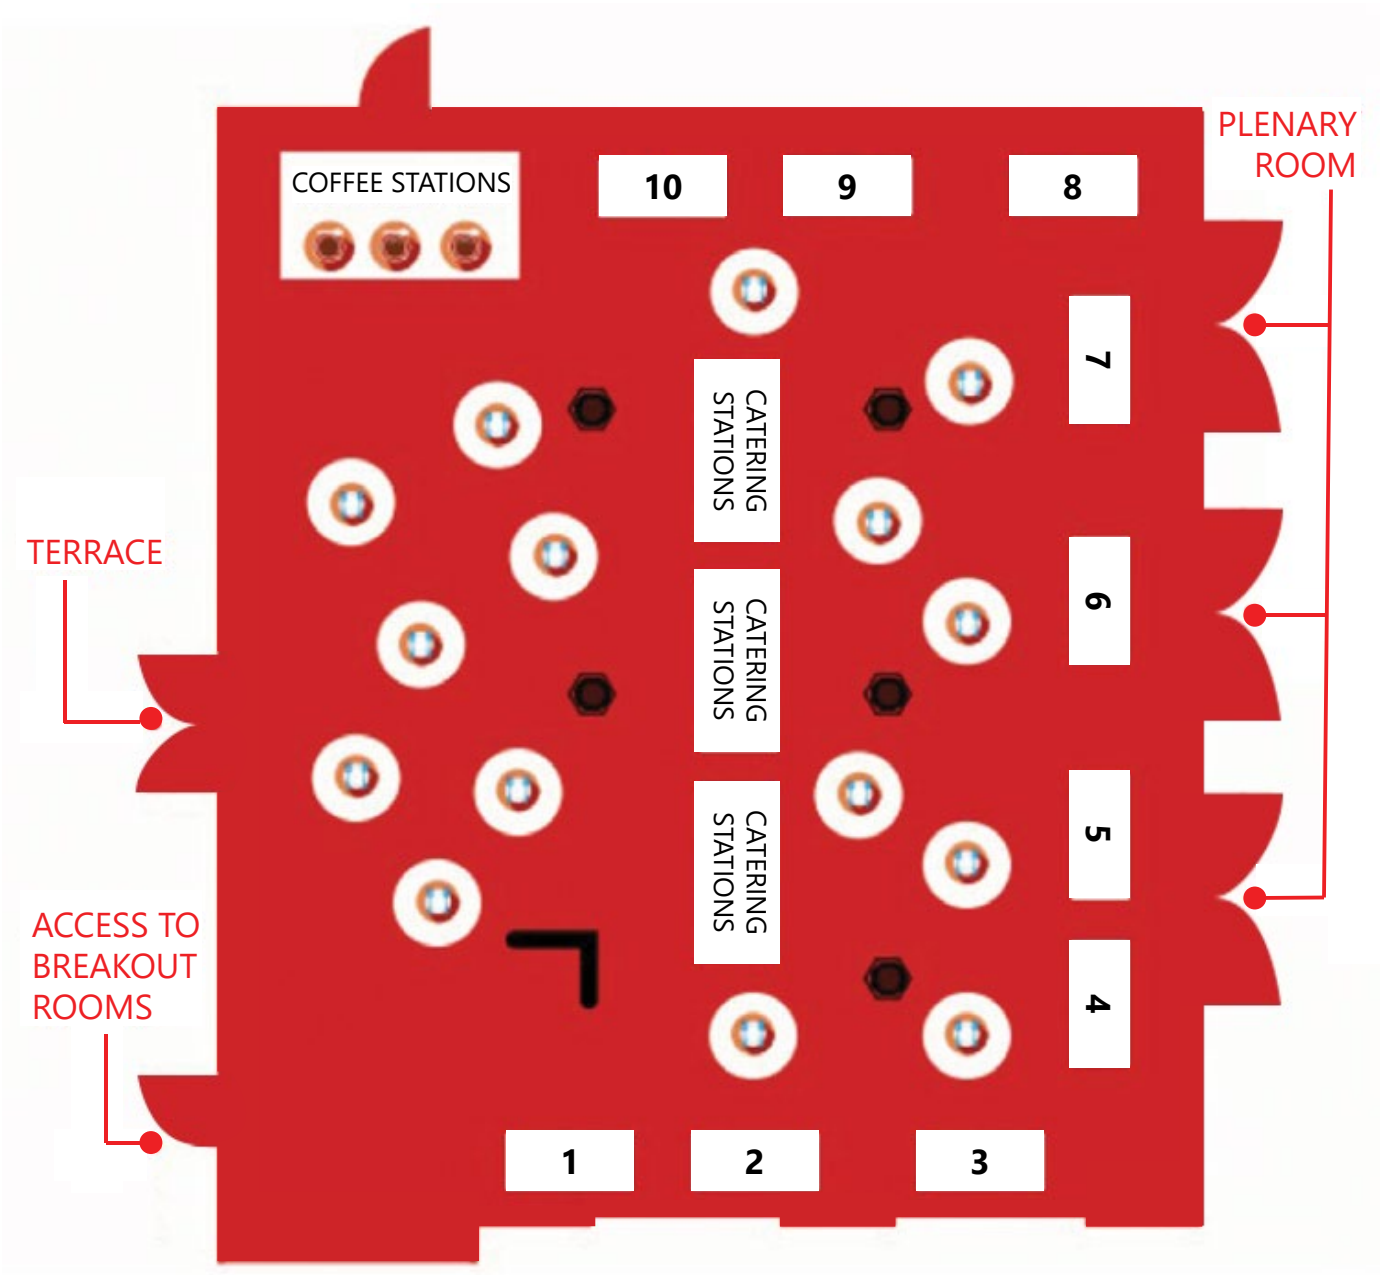 PLENARY
ROOM
COFFEE STATIONS
10
9
8
7
CATERING
STATIONS
TERRACE
6
CATERING
STATIONS
5
CATERING
STATIONS
ACCESS TO
BREAKOUT
ROOMS
4
1
2
3